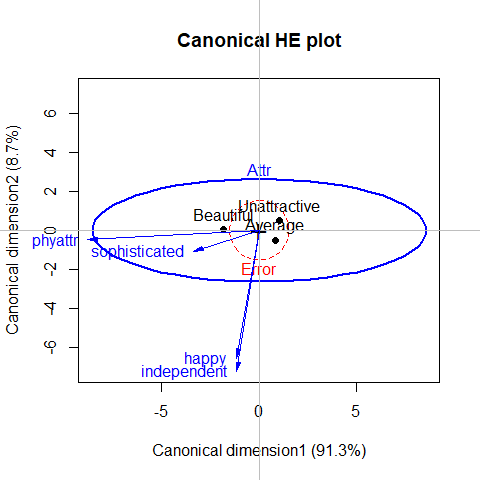 Canonical HE plot
Canonical dimension2 (8.7%)
6
4
2
0
-2
-4
-6
Attr
Unattractive
Beautiful
Average
phyattr
sophisticated
Error
happy
independent
-5
0
5
Canonical dimension1 (91.3%)